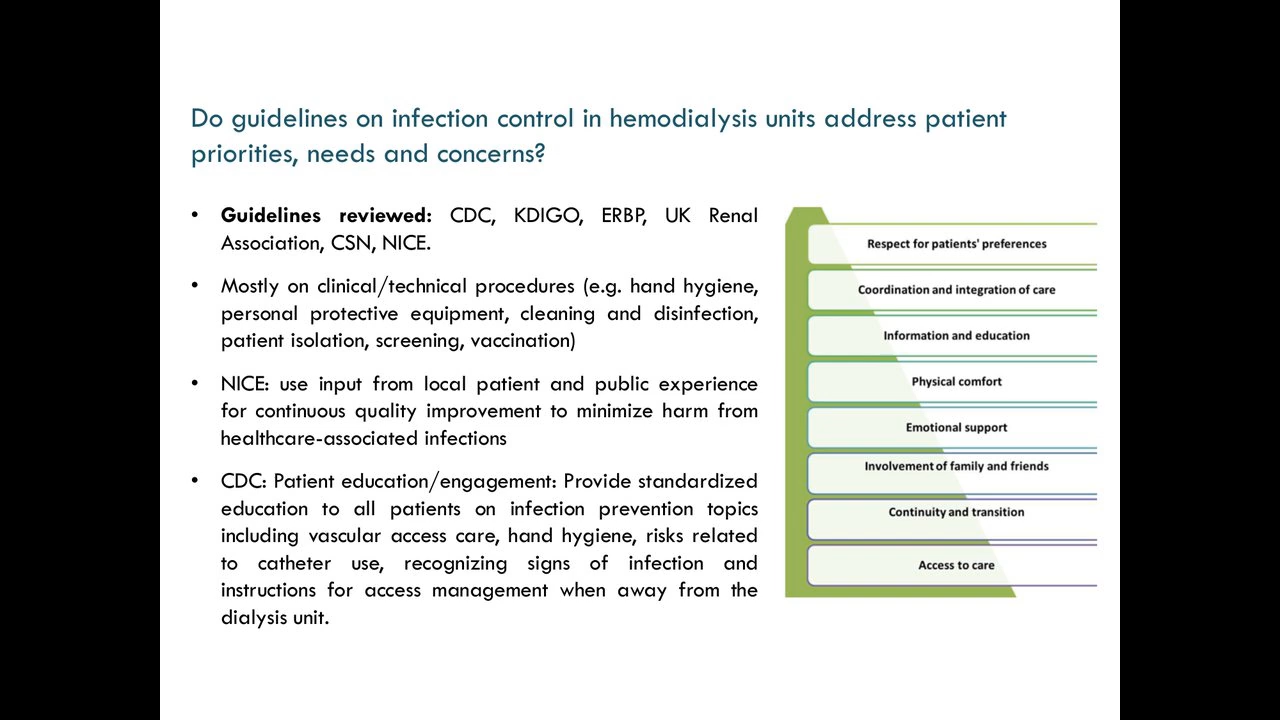 Do guidelines on infection control in hemodialysis units address patient
priorities, needs and concerns?
• Guidelines reviewed: CDC, KDIGO, ERBP, UK Renal
Association, CSN, NICE.
• Mostly on clinical/technical procedures (e.g. hand hygiene,
personal protective equipment, cleaning and disinfection,
patient isolation, screening, vaccination)
• NICE: use input from local patient and public experience
for continuous quality improvement to minimize harm from
healthcare-associated infections
• CDC: Patient education/engagement: Provide standardized
education to all patients on infection prevention topics
including vascular access care, hand hygiene, risks related
to catheter use, recognizing signs of infection and
instructions for access management when away from the
dialysis unit.
Respect for patients' preferences
Coordination and integration of care
Information and education
Physical comfort
Emotional support
Involvement of family and friends
Continuity and transition
Access to care